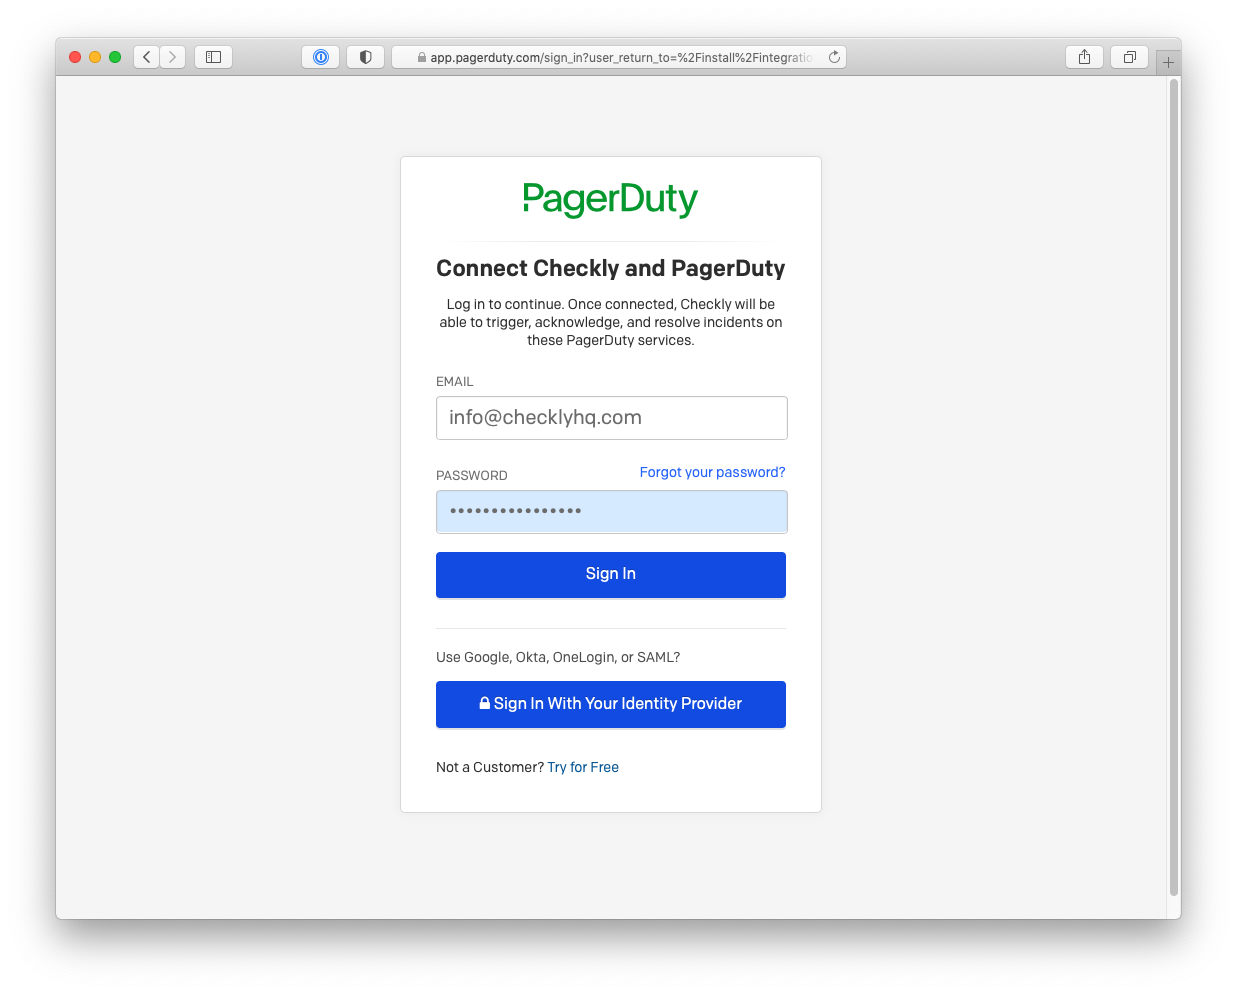 app.pagerduty.com/sign_in?user_return_to=%2Finstall%2Fintegratio
PagerDuty
Connect Checkly and PagerDuty
Log in to continue. Once connected, Checkly will be
able to trigger, acknowledge, and resolve incidents on
these PagerDuty services.
EMAIL
info@checklyhq.com
PASSWORD
Forgot your password?
••••••••••••••••
Sign In
Use Google, Okta, OneLogin, or SAML?
Sign In With Your Identity Provider
Not a Customer? Try for Free